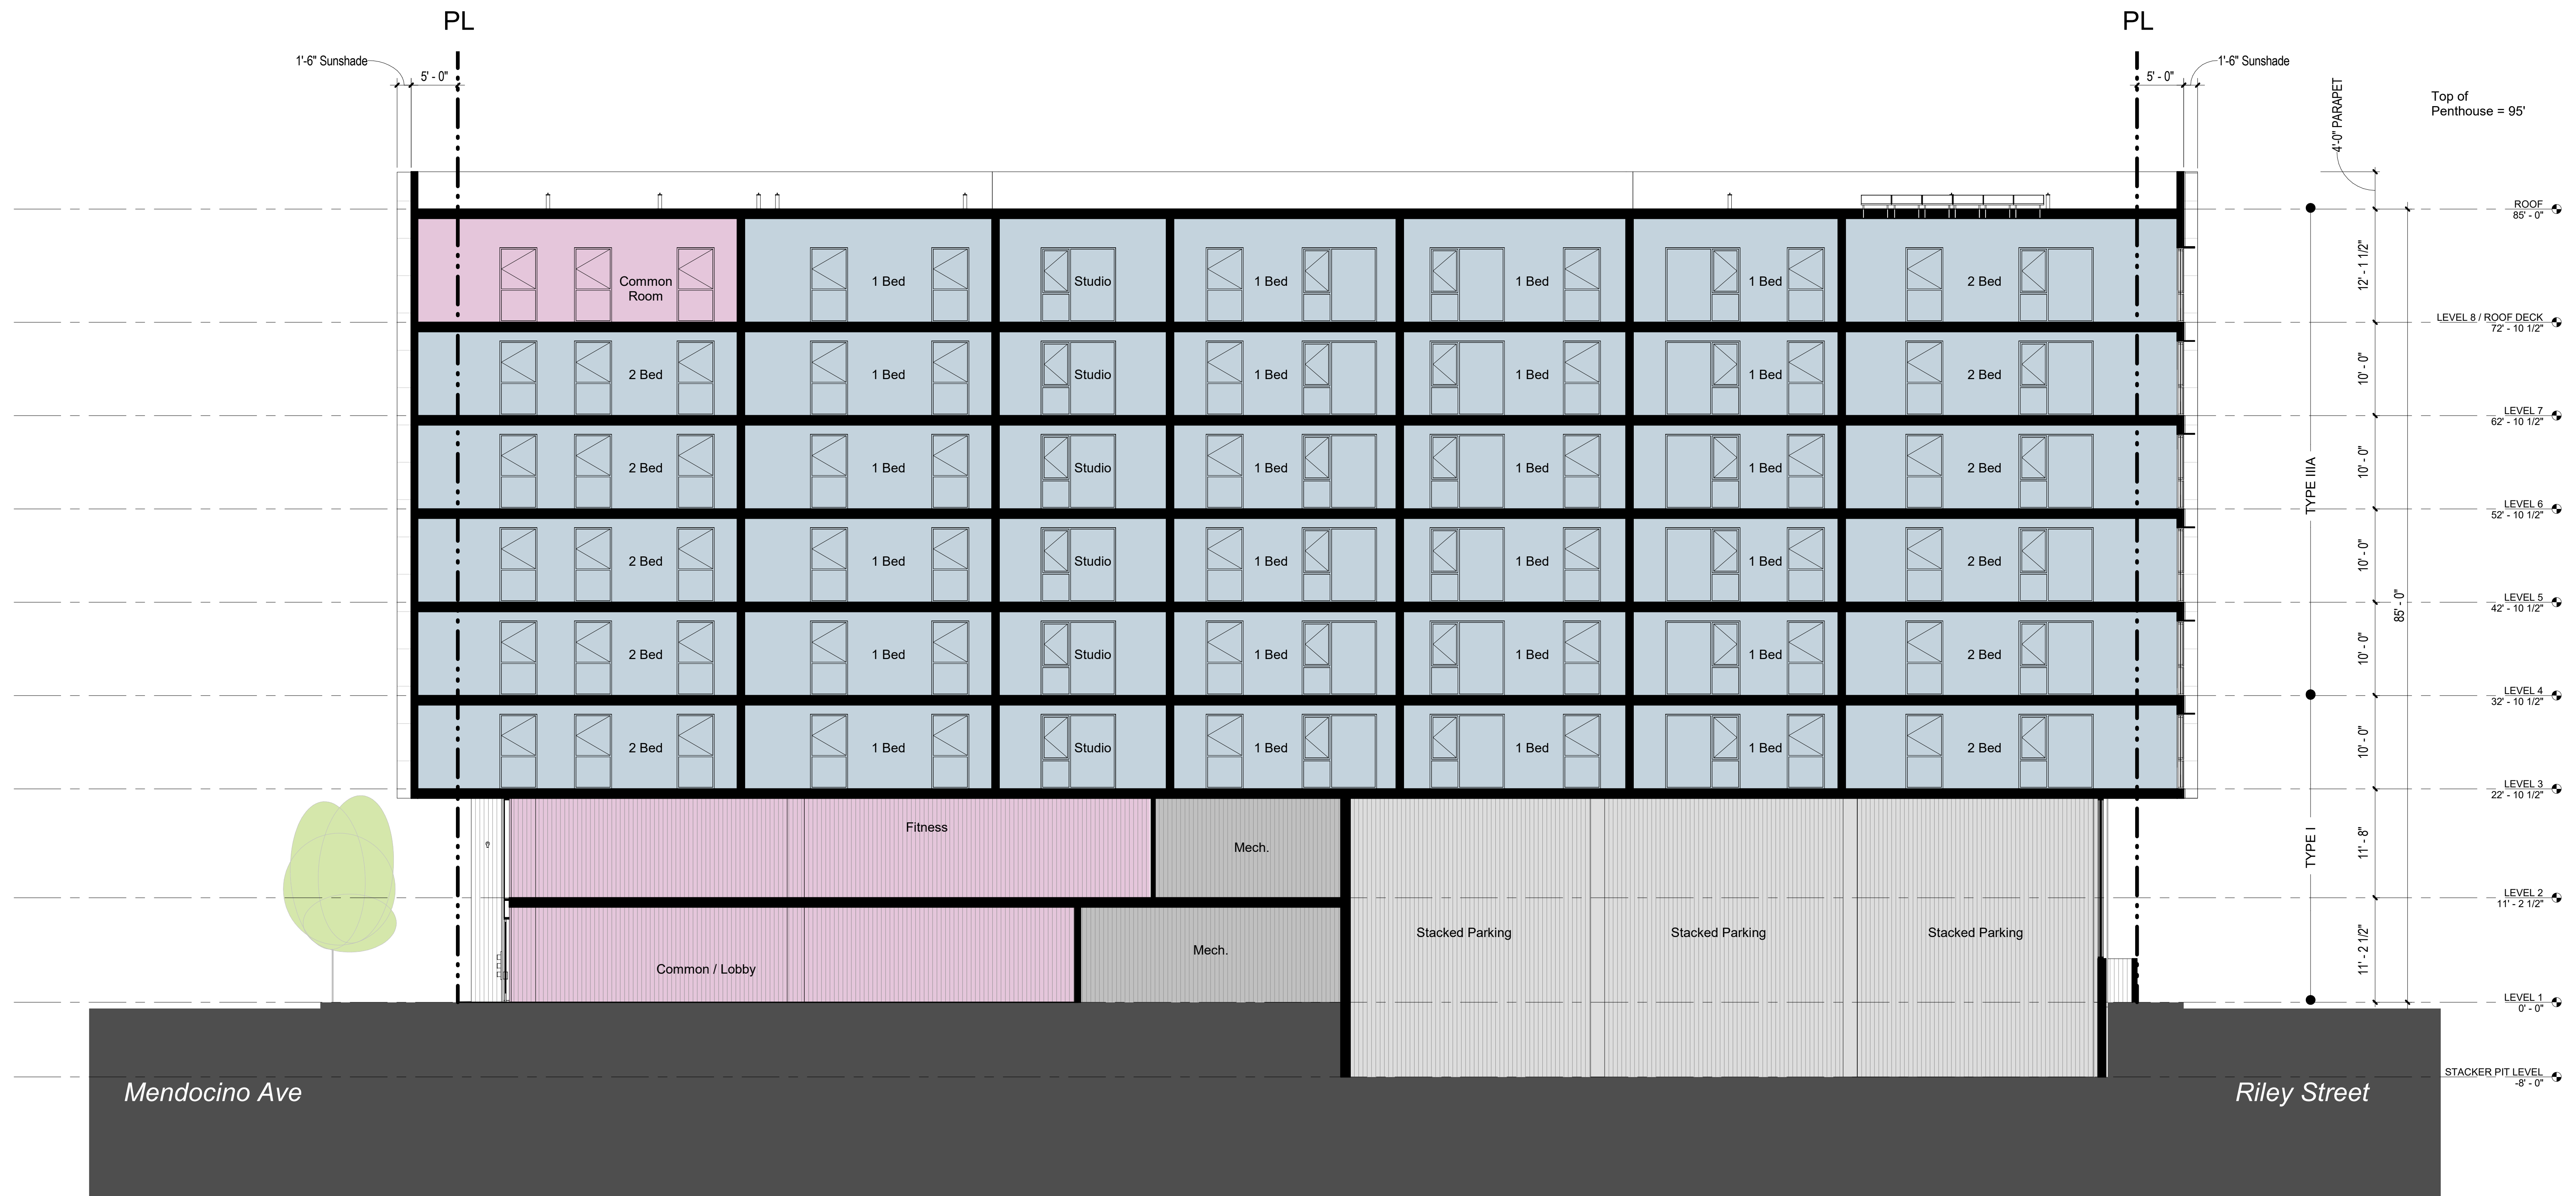 PL
PL
1'-6" Sunshade
5' - 0"
5' - 0"
1'-6" Sunshade
4'-0" PARAPET
Top of
Penthouse = 95'
ROOF
85' - 0"
12' - 1 1/2"
Common
Room
1 Bed
Studio
1 Bed
1 Bed
1 Bed
2 Bed
LEVEL 8 / ROOF DECK
72' - 10 1/2"
2 Bed
1 Bed
Studio
1 Bed
1 Bed
1 Bed
2 Bed
10' - 0"
LEVEL 7
62' - 10 1/2"
2 Bed
1 Bed
Studio
1 Bed
1 Bed
1 Bed
2 Bed
TYPE IIIA
10' - 0"
LEVEL 6
52' - 10 1/2"
2 Bed
1 Bed
Studio
1 Bed
1 Bed
1 Bed
2 Bed
10' - 0"
LEVEL 5
42' - 10 1/2"
85' - 0"
2 Bed
1 Bed
Studio
1 Bed
1 Bed
1 Bed
2 Bed
10' - 0"
LEVEL 4
32' - 10 1/2"
2 Bed
1 Bed
Studio
1 Bed
1 Bed
1 Bed
2 Bed
10' - 0"
LEVEL 3
22' - 10 1/2"
Fitness
Mech.
TYPE I
11' - 8"
LEVEL 2
11' - 2 1/2"
Common / Lobby
Mech.
Stacked Parking
Stacked Parking
Stacked Parking
11' - 2 1/2"
LEVEL 1
0' - 0"
STACKER PIT LEVEL
-8' - 0"
Mendocino Ave
Riley Street